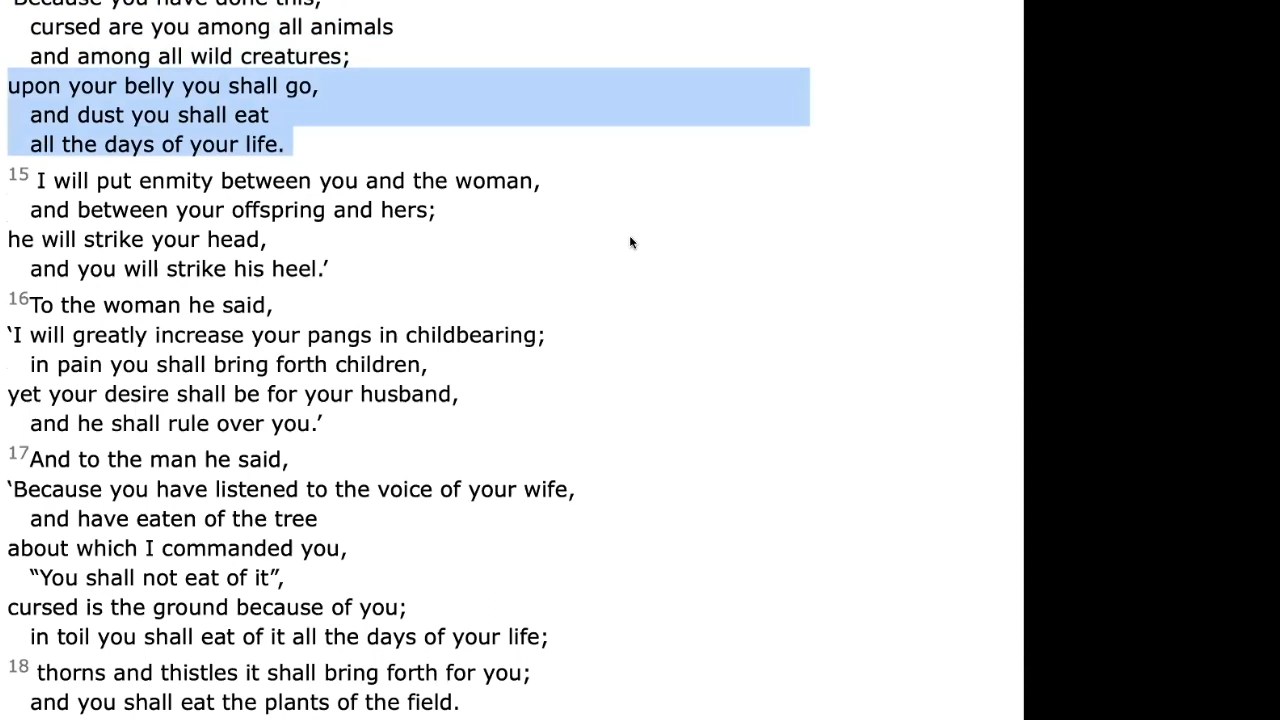 ‘Because you have done this,
cursed are you among all animals
and among all wild creatures;
upon your belly you shall go,
and dust you shall eat
all the days of your life.
15 I will put enmity between you and the woman,
and between your offspring and hers;
he will strike your head,
and you will strike his heel.’
16To the woman he said,
‘I will greatly increase your pangs in childbearing;
in pain you shall bring forth children,
yet your desire shall be for your husband,
and he shall rule over you.’
17And to the man he said,
‘Because you have listened to the voice of your wife,
and have eaten of the tree
about which I commanded you,
“You shall not eat of it”,
cursed is the ground because of you;
in toil you shall eat of it all the days of your life;
18 thorns and thistles it shall bring forth for you;
and you shall eat the plants of the field.